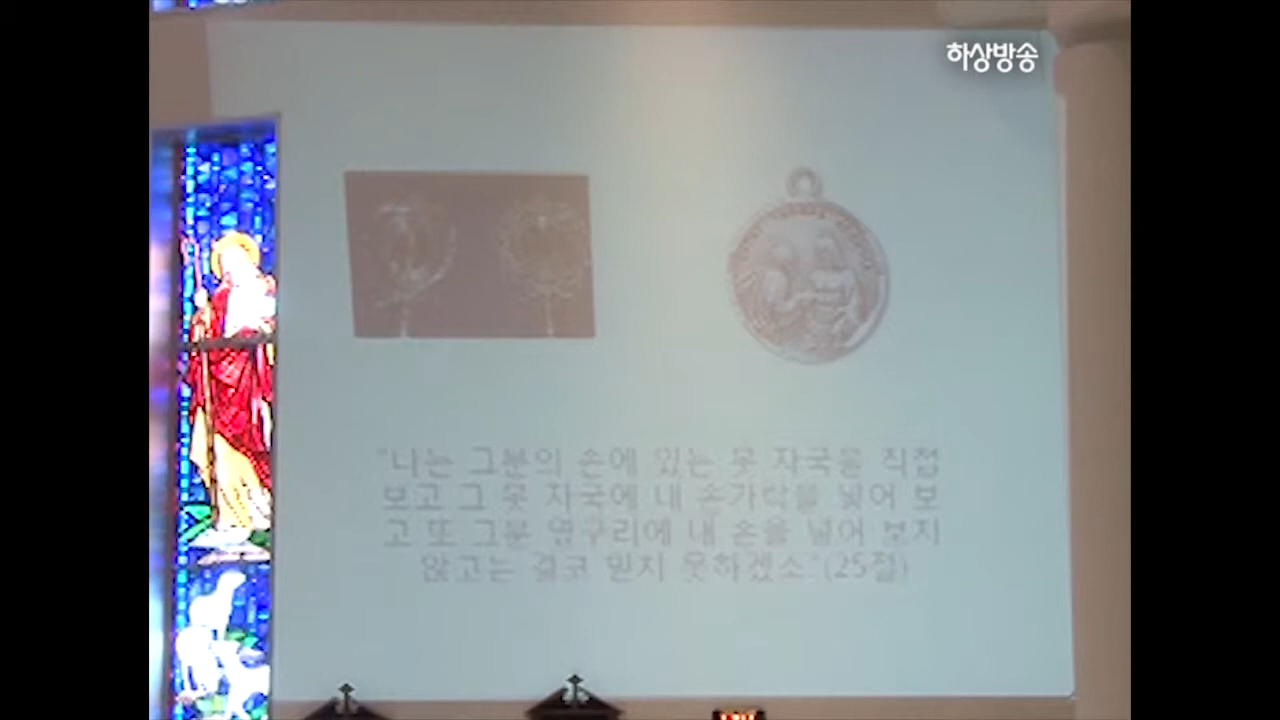 하상방송
"나는 그분의 손에 있는 못 자국을 직접
보고 그 못 자국에 내 손가락을 넣어 보
고 또 그분 옆구리에 내 손을 넣어 보지
않고는 결코 믿지 못하겠소."(25절)